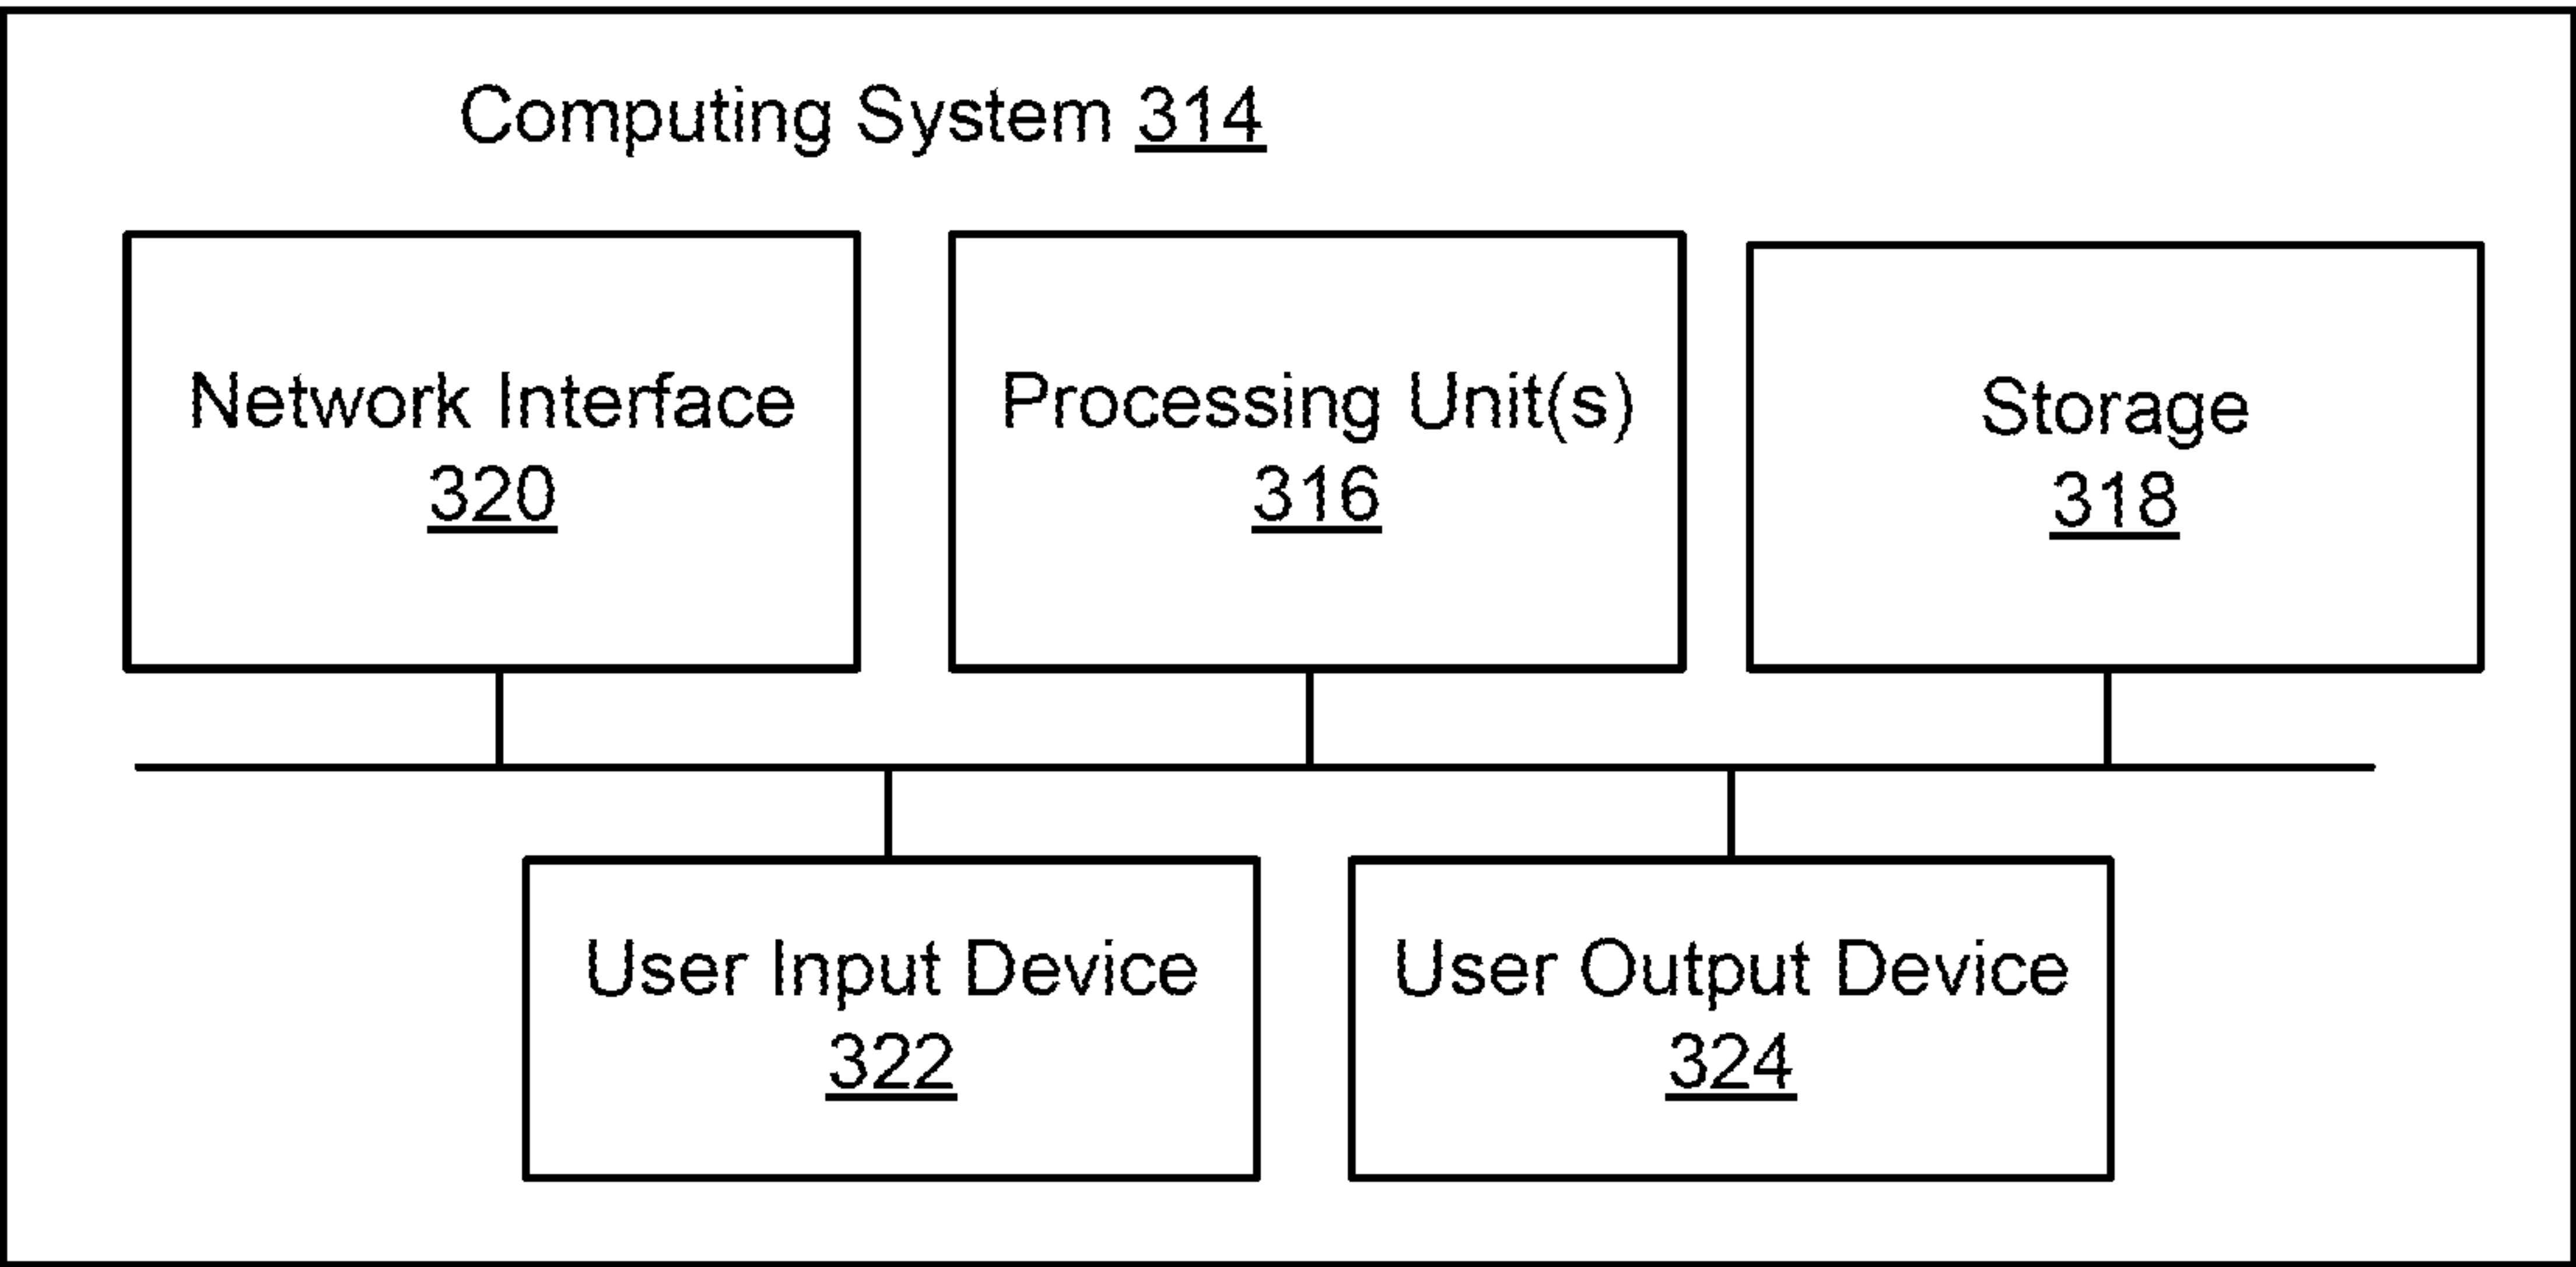 Computing System 314
Network Interface
320
Processing Unit(s)
316
Storage
318
User Input Device
322
User Output Device
324